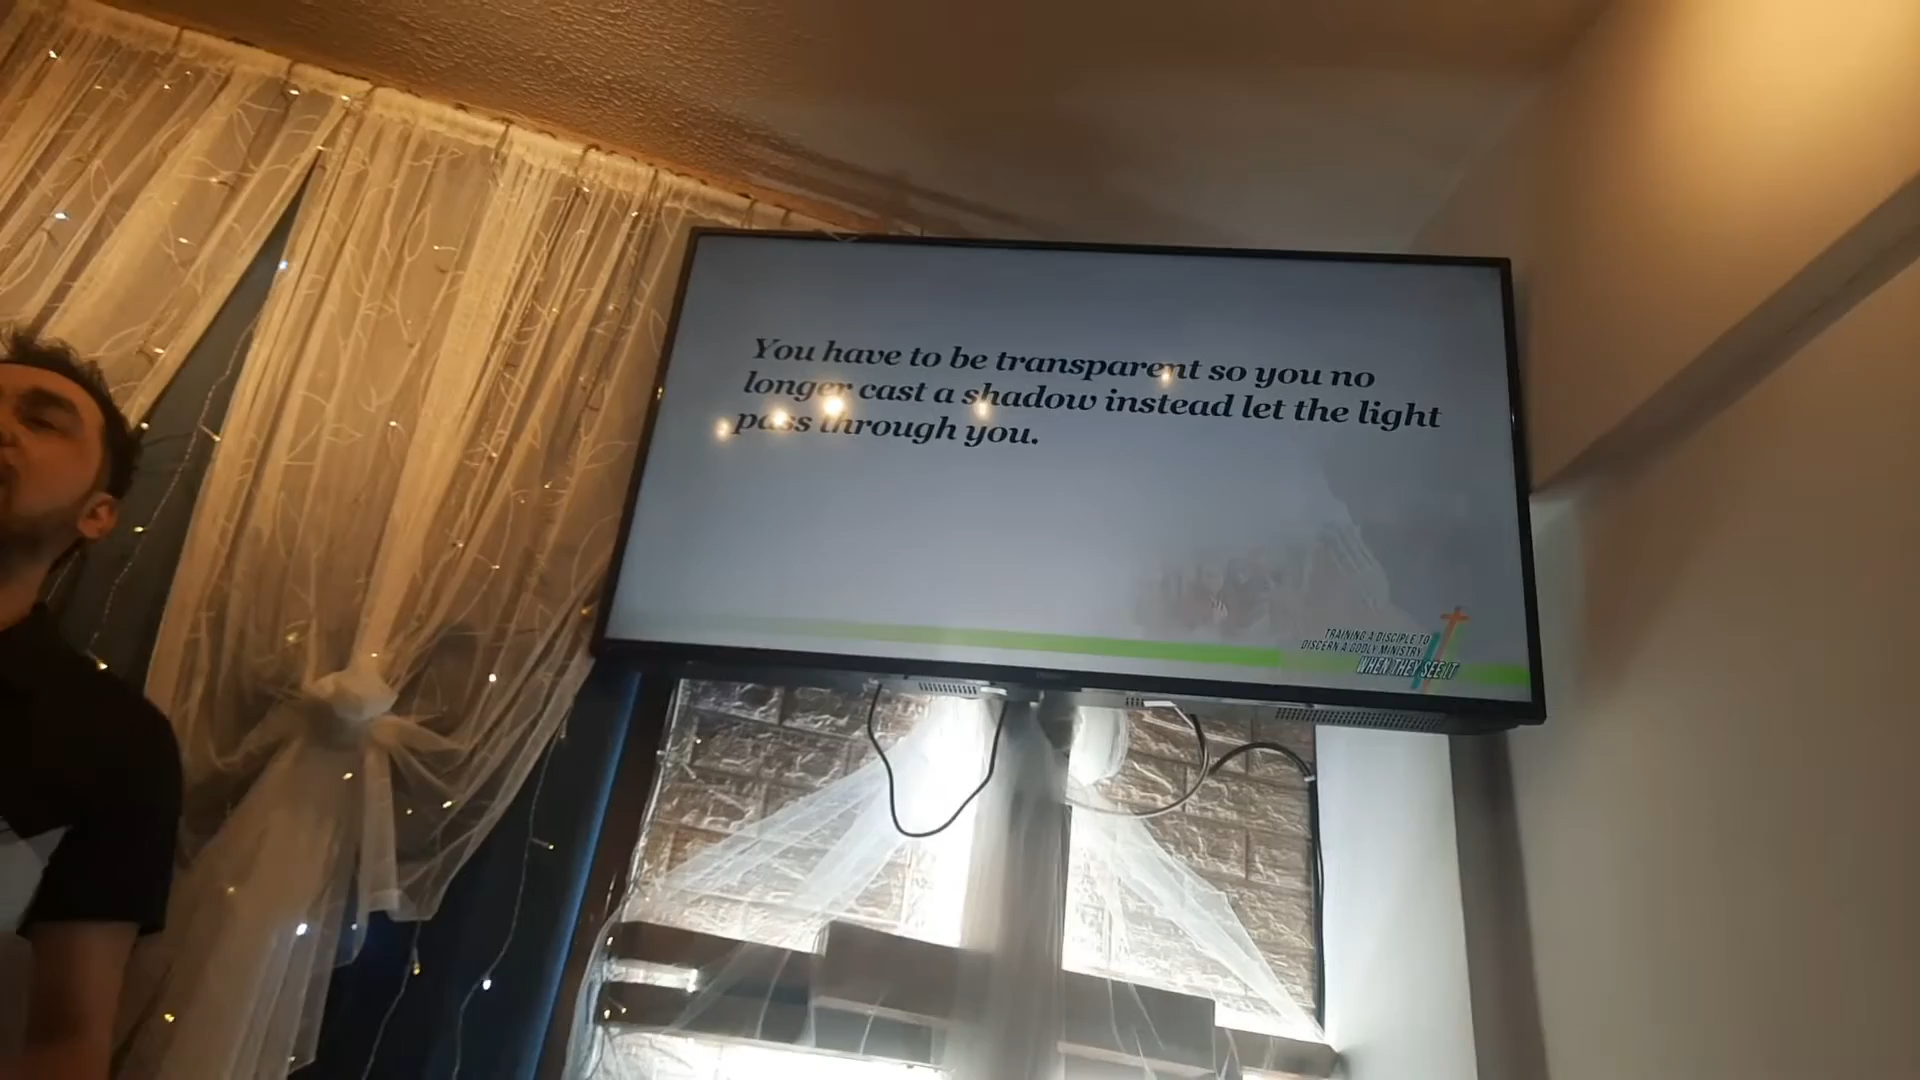 You have to be transparent so you no
longer cast a shadow instead let the light
pass through you.
TRAINING A DISCIPLE TO
DISCERN A GODLY MINISTRY
WHEN THEY SEE IT